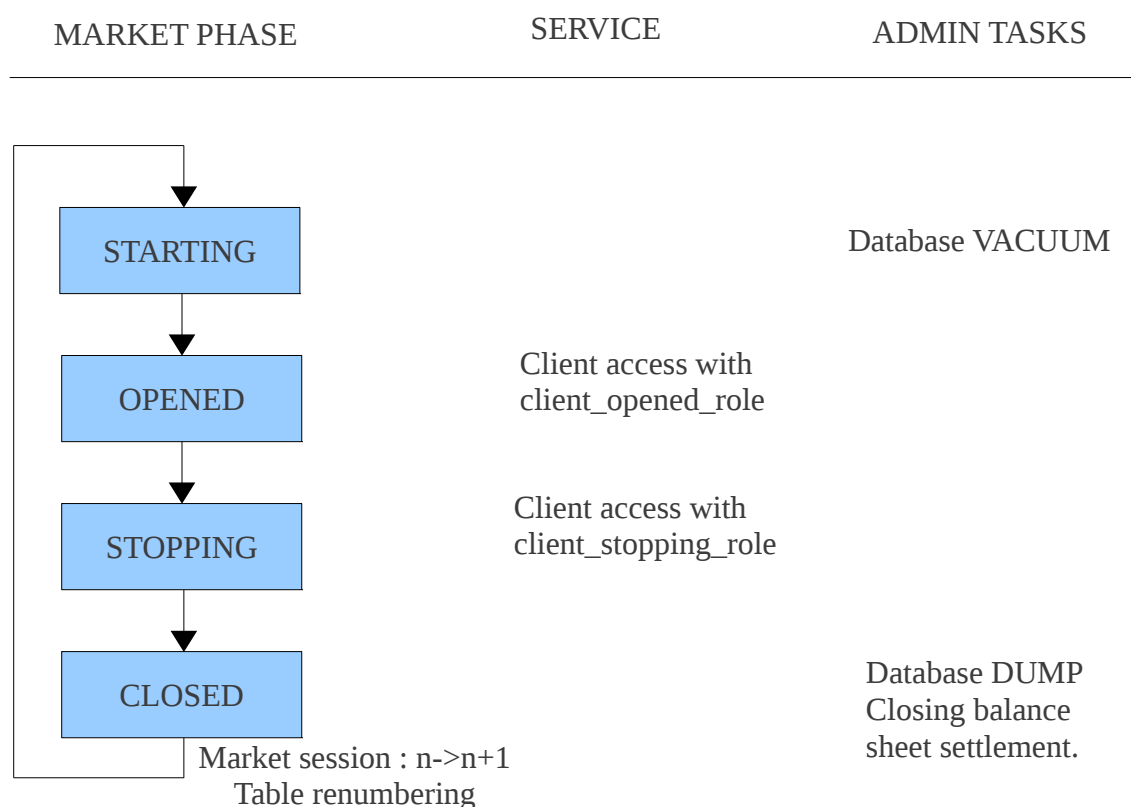 MARKET PHASE
SERVICE
ADMIN TASKS
STARTING
Database VACUUM
OPENED
Client access with
client_opened_role
STOPPING
Client access with
client_stopping_role
CLOSED
Database DUMP
Closing balance
sheet settlement.
Market session : n->n+1
Table renumbering